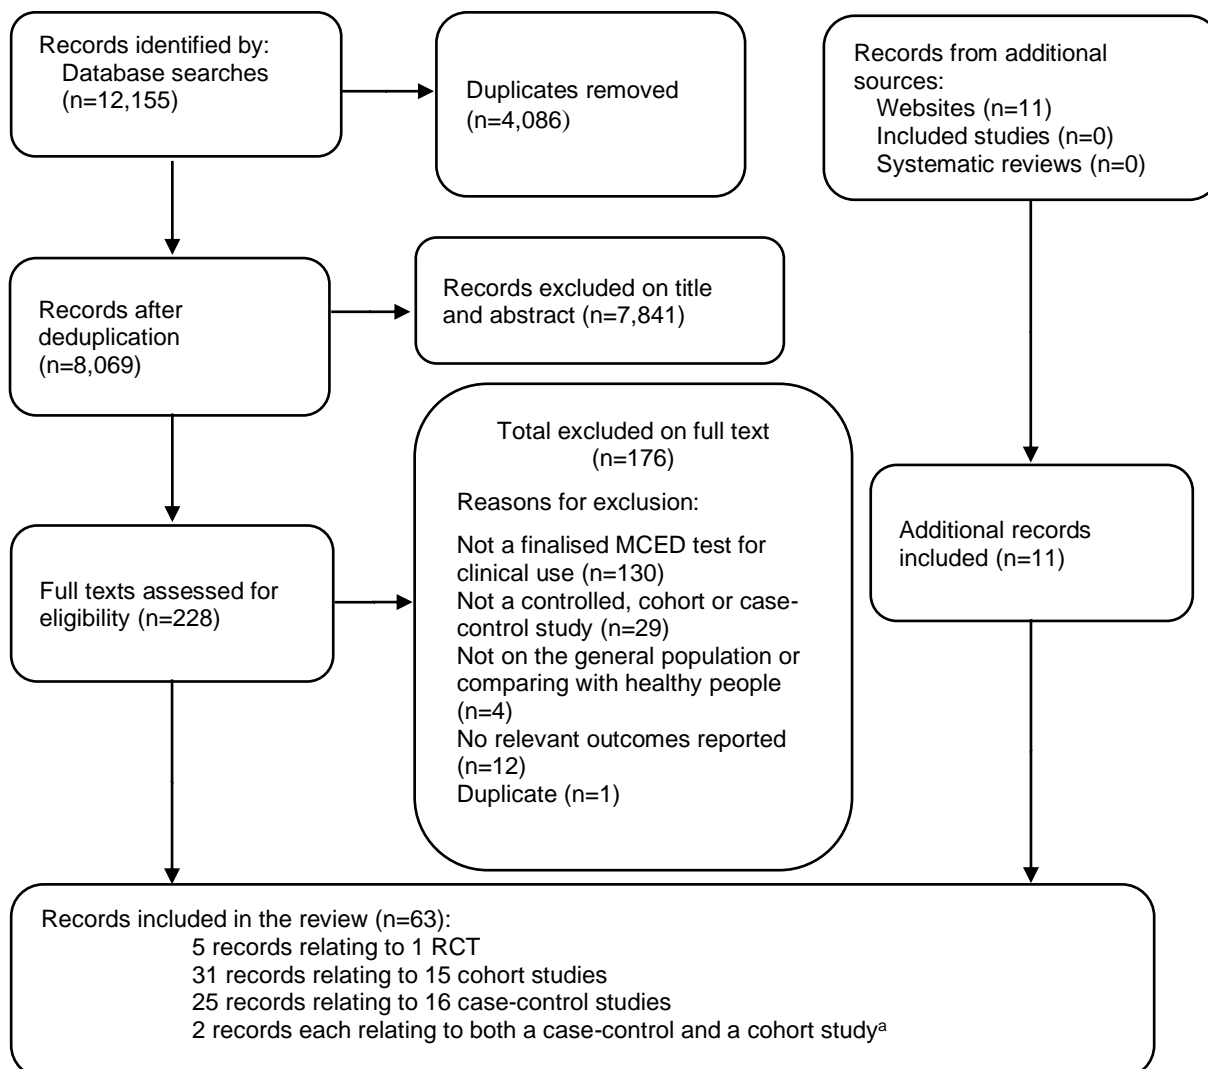 Records identified by:
Database searches
(n=12,155)
Duplicates removed
(n=4,086)
Records from additional
sources:
Websites (n=11)
Included studies (n=0)
Systematic reviews (n=0)
Records after
deduplication
(n=8,069)
Records excluded on title
and abstract (n=7,841)
Full texts assessed for
eligibility (n=228)
Total excluded on full text
(n=176)
Reasons for exclusion:
Not a finalised MCED test for
clinical use (n=130)
Not a controlled, cohort or case-
control study (n=29)
Not on the general population or
comparing with healthy people
(n=4)
No relevant outcomes reported
(n=12)
Duplicate (n=1)
Additional records
included (n=11)
Records included in the review (n=63):
5 records relating to 1 RCT
31 records relating to 15 cohort studies
25 records relating to 16 case-control studies
2 records each relating to both a case-control and a cohort studyᵃ